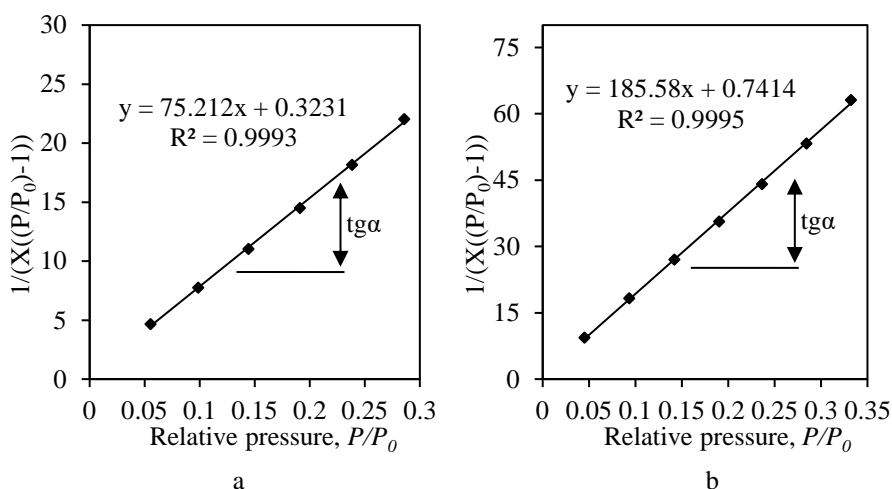 30
25
20
15
10
5
0
y = 75.212x + 0.3231
R² = 0.9993
tgα
1/(X((P/P0)-1))
0 0.05 0.1 0.15 0.2 0.25 0.3
Relative pressure, P/P0
a
75
60
45
30
15
0
y = 185.58x + 0.7414
R² = 0.9995
tgα
1/(X((P/P0)-1))
0 0.05 0.1 0.15 0.2 0.25 0.3 0.35
Relative pressure, P/P0
b